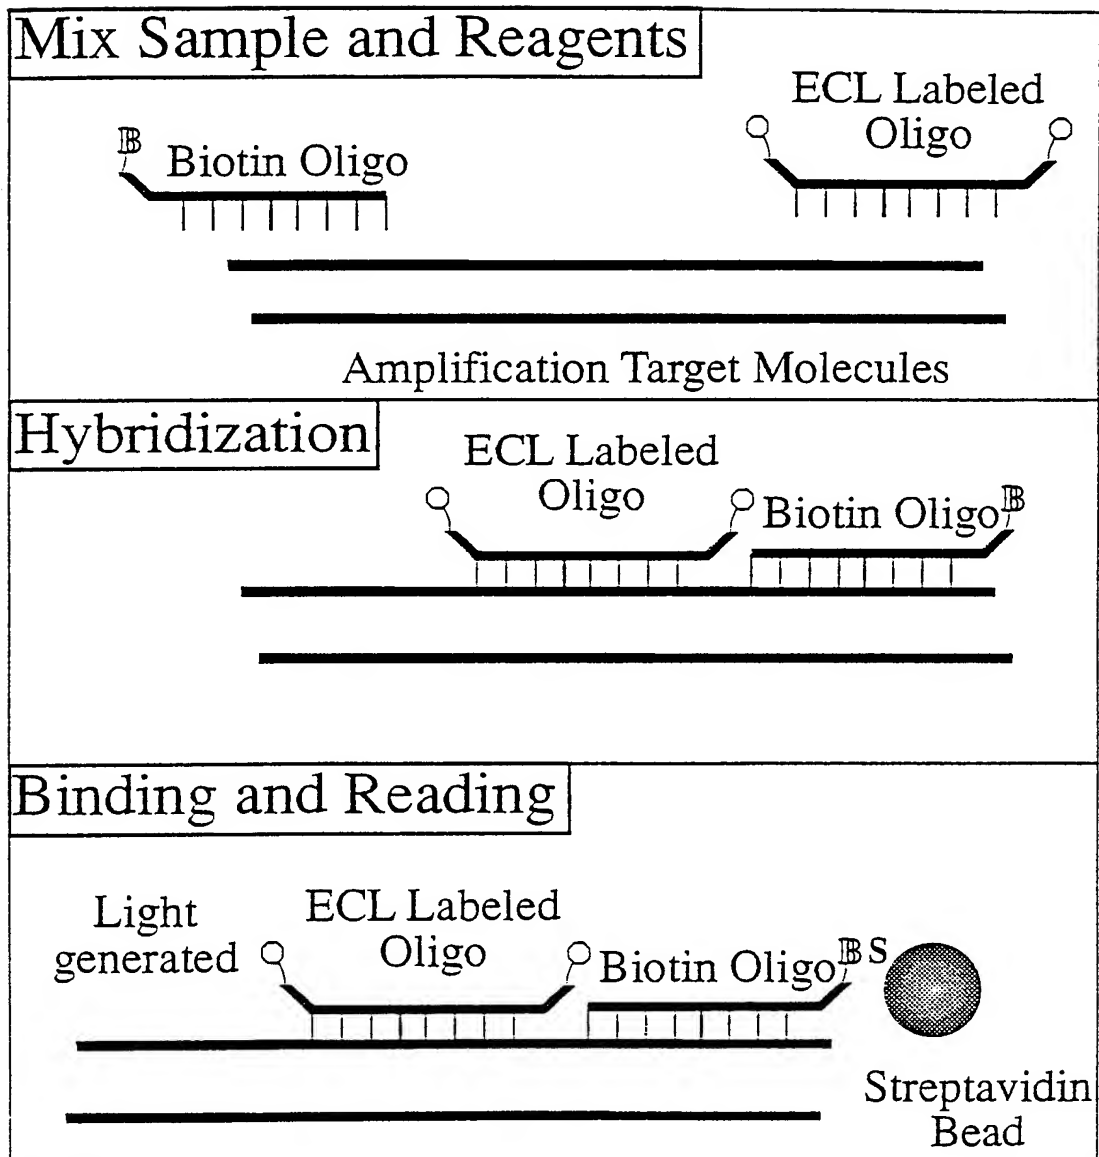 Mix Sample and Reagents
ECL Labeled
Oligo
B
Biotin Oligo
Amplification Target Molecules
Hybridization
ECL Labeled
Oligo
Biotin Oligo B
Binding and Reading
Light
generated
ECL Labeled
Oligo
Biotin Oligo B S
Streptavidin
Bead